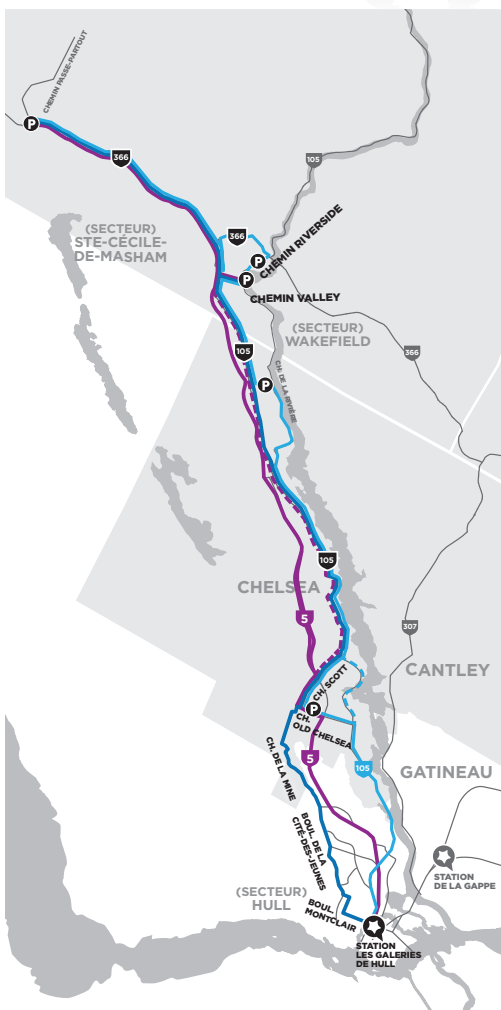 CHEMIN PASSE-PARTOUT
P
366
105
(SECTEUR)
STE-CÉCILE-
DE-MASHAM
366
CHEMIN RIVERSIDE
P
P
CHEMIN VALLEY
(SECTEUR)
WAKEFIELD
105
366
CH. DE LA RIVIÈRE
P
105
CHELSEA
5
307
CANTLEY
CH. SCOTT
P
CH.
OLD CHELSEA
CH. DE LA MINE
5
105
GATINEAU
BOUL. DE LA
CITÉ-DES-JEUNES
STATION
DE LA GAPPE
(SECTEUR)
HULL
BOUL.
MONTCLAIR
STATION
LES GALERIES
DE HULL